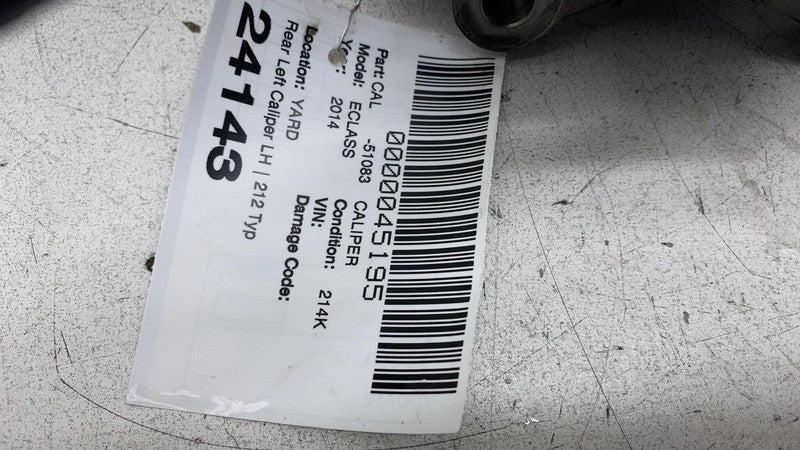 0000045195
Part: CAL -51083 CALIPER
Model: ECLASS Condition: 214K
Year: 2014 VIN:
Location: YARD Damage Code:
Rear Left Caliper LH | 212 Typ
24143